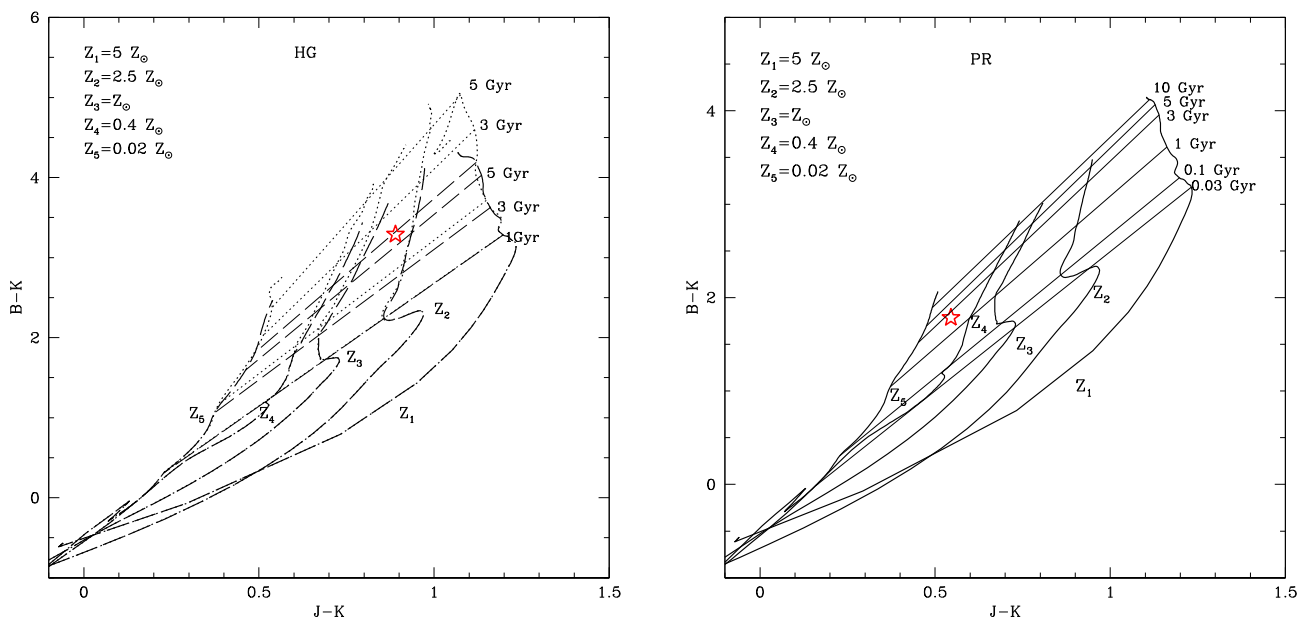 HG
Z₁=5 Z☉
Z₂=2.5 Z☉
Z₃=Z☉
Z₄=0.4 Z☉
Z₅=0.02 Z☉
5 Gyr
3 Gyr
5 Gyr
3 Gyr
1Gyr
Z₂
Z₃
Z₅
Z₄
Z₁
6
4
2
0
B-K
0
0.5
1
1.5
J-K
PR
Z₁=5 Z☉
Z₂=2.5 Z☉
Z₃=Z☉
Z₄=0.4 Z☉
Z₅=0.02 Z☉
10 Gyr
5 Gyr
3 Gyr
1 Gyr
0.1 Gyr
0.03 Gyr
Z₂
Z₄
Z₃
Z₁
Z₅
4
2
0
B-K
0
0.5
1
1.5
J-K